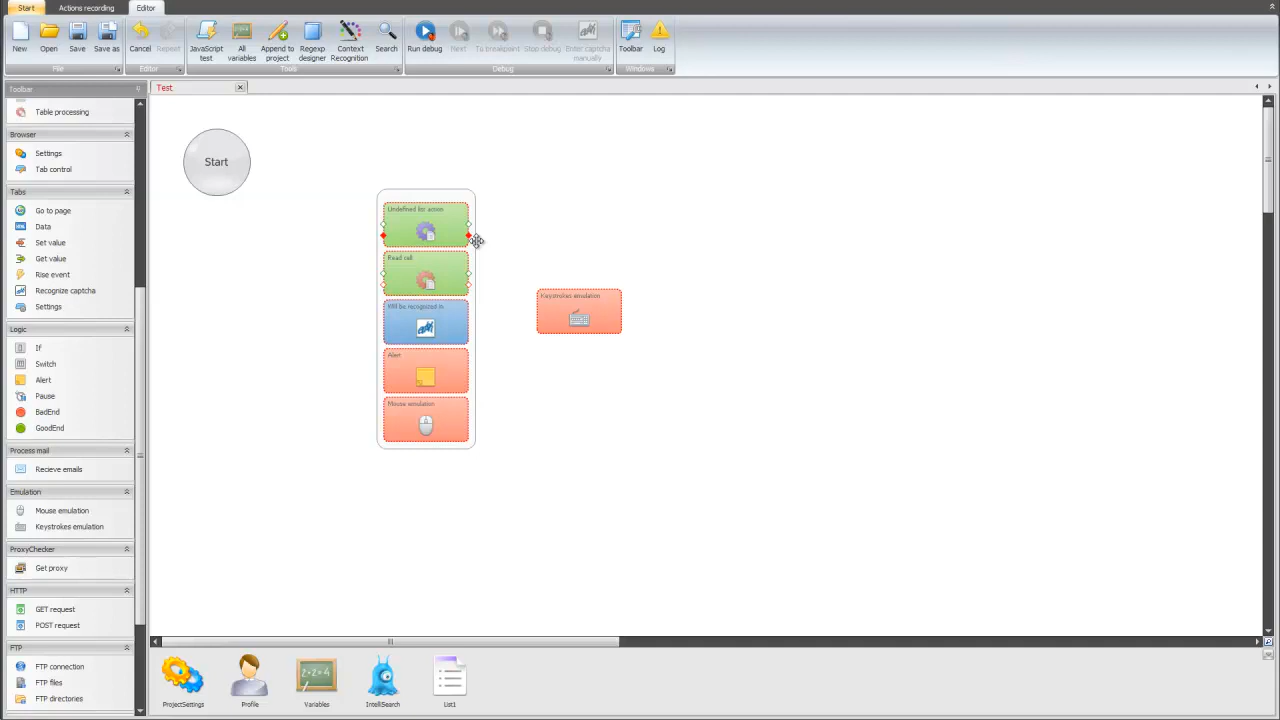 Start
Actions recording
Editor
New
Open
Save
Save as
Cancel
Repeat
JavaScript test
All variables
Append to project
Regexp designer
Context Recognition
Search
Run debug
Next
To breakpoint
Stop debug
Enter captcha manually
Toolbar
Log
File
Editor
Tools
Debug
Windows
Toolbar
Test
Table processing
Browser
Settings
Tab control
Tabs
Go to page
Data
Set value
Get value
Rise event
Recognize captcha
Settings
Logic
If
Switch
Alert
Pause
BadEnd
GoodEnd
Process mail
Recieve emails
Emulation
Mouse emulation
Keystrokes emulation
ProxyChecker
Get proxy
HTTP
GET request
POST request
FTP
FTP connection
FTP files
FTP directories
Start
Undefined list action
Read cell
Will be recognized in
Alert
Mouse emulation
Keystrokes emulation
ProjectSettings
Profile
2+2=4
Variables
IntelliSearch
List1